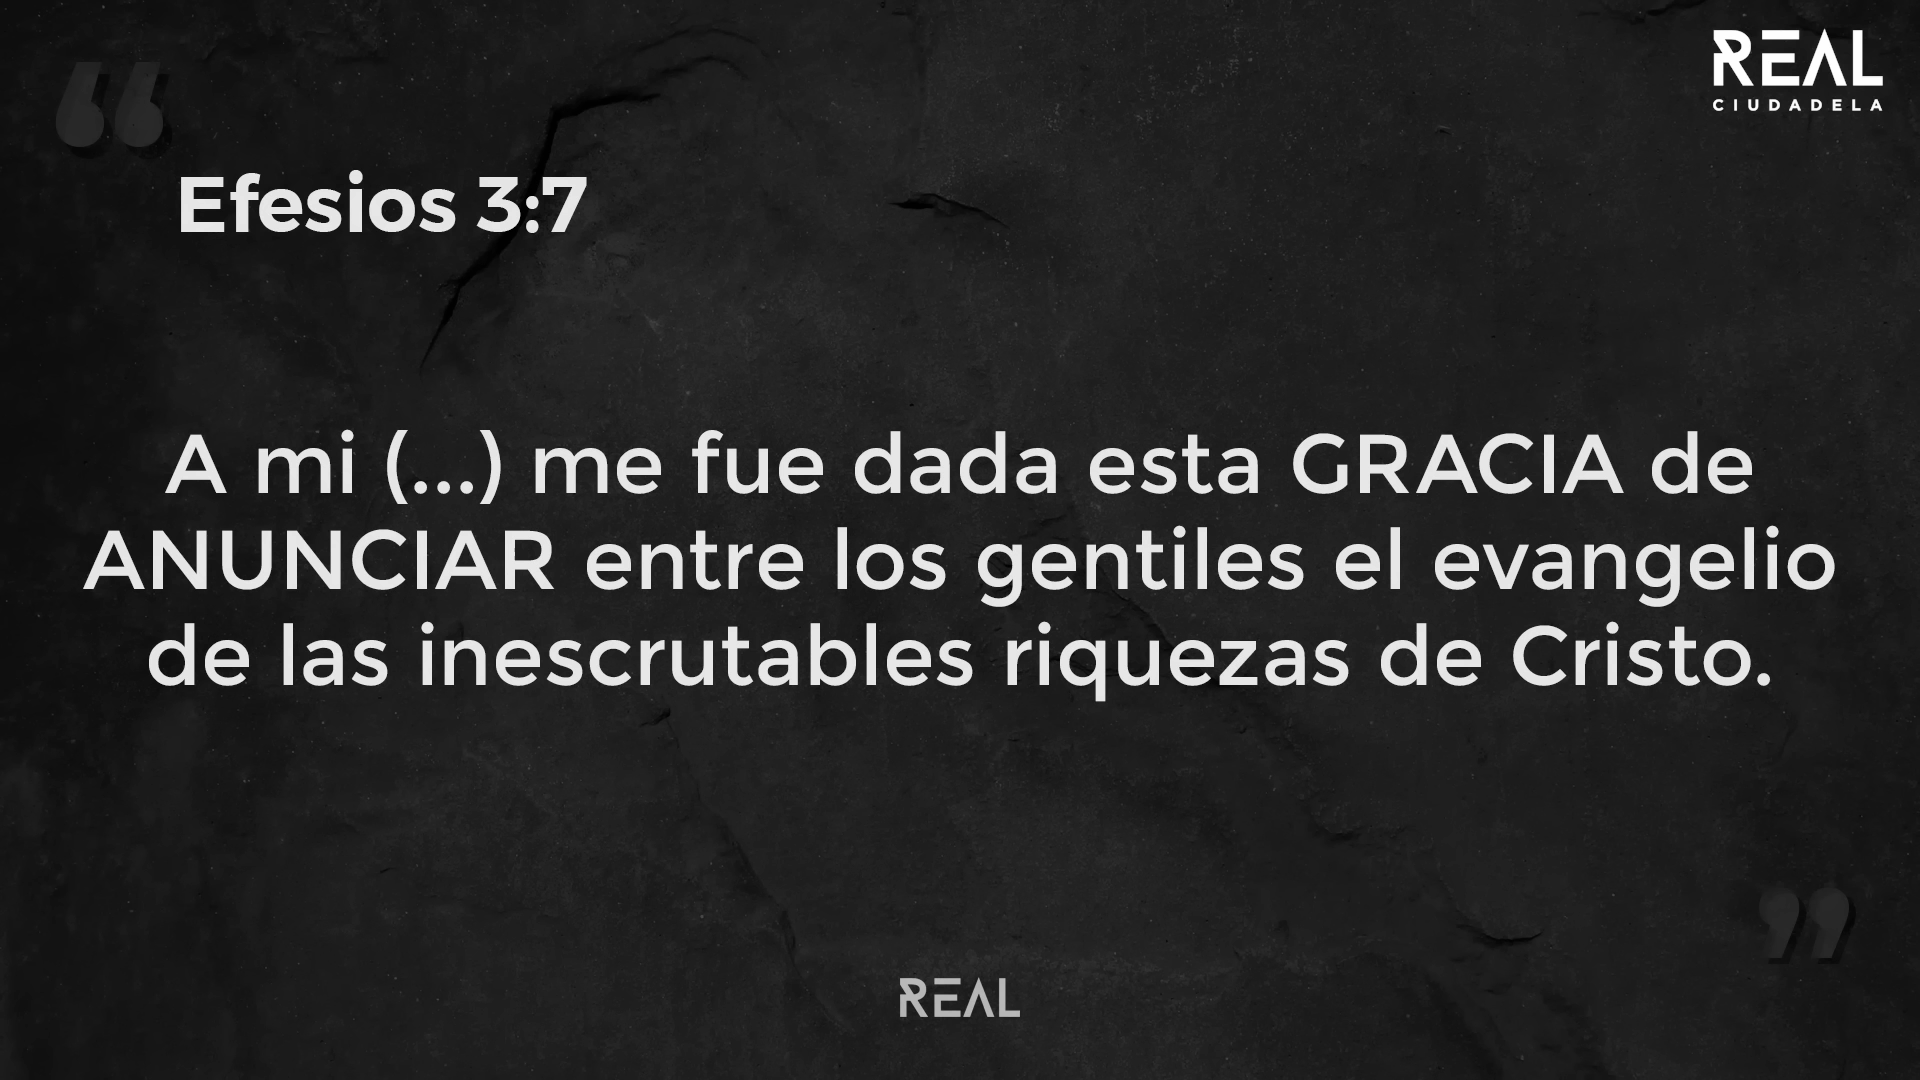 REAL
CIUDADELA
“
Efesios 3:7
A mi (...) me fue dada esta GRACIA de
ANUNCIAR entre los gentiles el evangelio
de las inescrutables riquezas de Cristo.
”
REAL